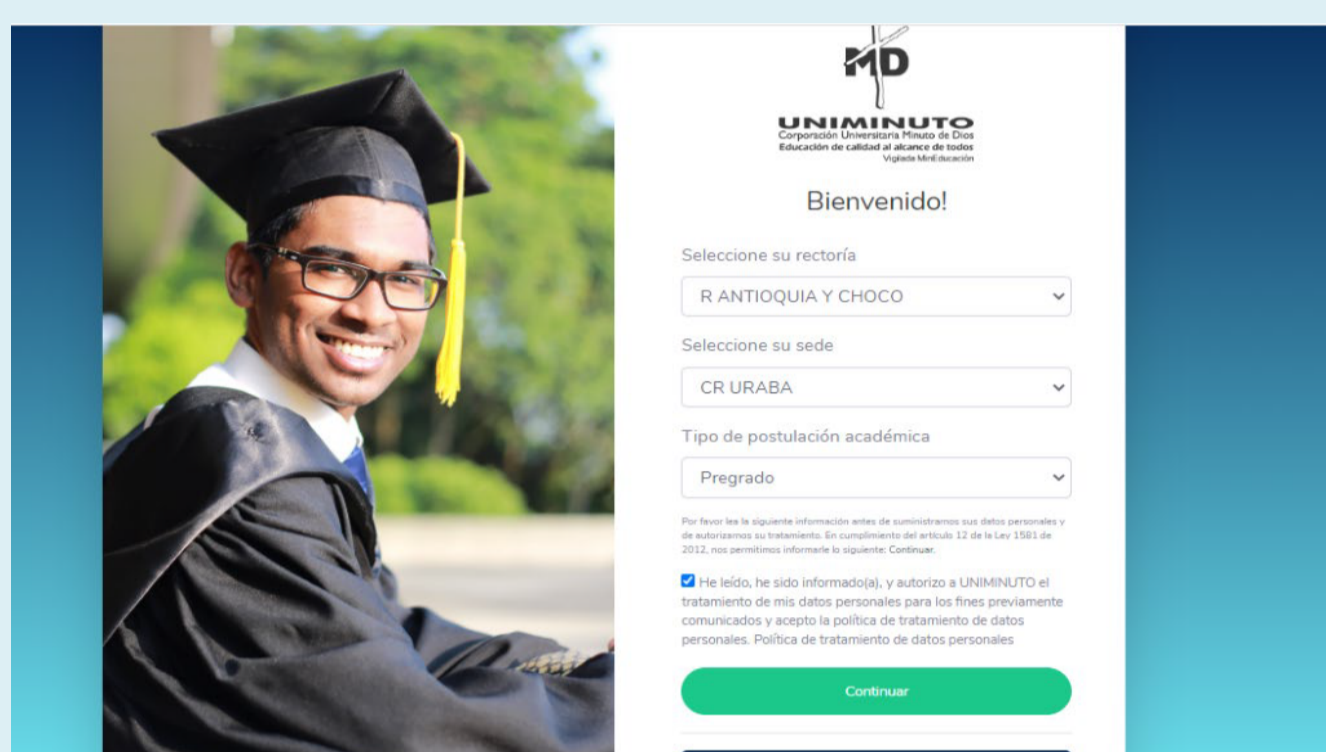 MD
UNIMINUTO
Corporación Universitaria Minuto de Dios
Educación de calidad al alcance de todos
Vigilada MinEducación
Bienvenido!
Seleccione su rectoría
R ANTIOQUIA Y CHOCO
Seleccione su sede
CR URABA
Tipo de postulación académica
Pregrado
Por favor lea la siguiente información antes de suministrarnos sus datos personales y
de autorizarnos su tratamiento. En cumplimiento del artículo 12 de la Ley 1581 de
2012, nos permitimos informarle lo siguiente: Continuar.
He leído, he sido informado(a), y autorizo a UNIMINUTO el
tratamiento de mis datos personales para los fines previamente
comunicados y acepto la política de tratamiento de datos
personales. Política de tratamiento de datos personales
Continuar